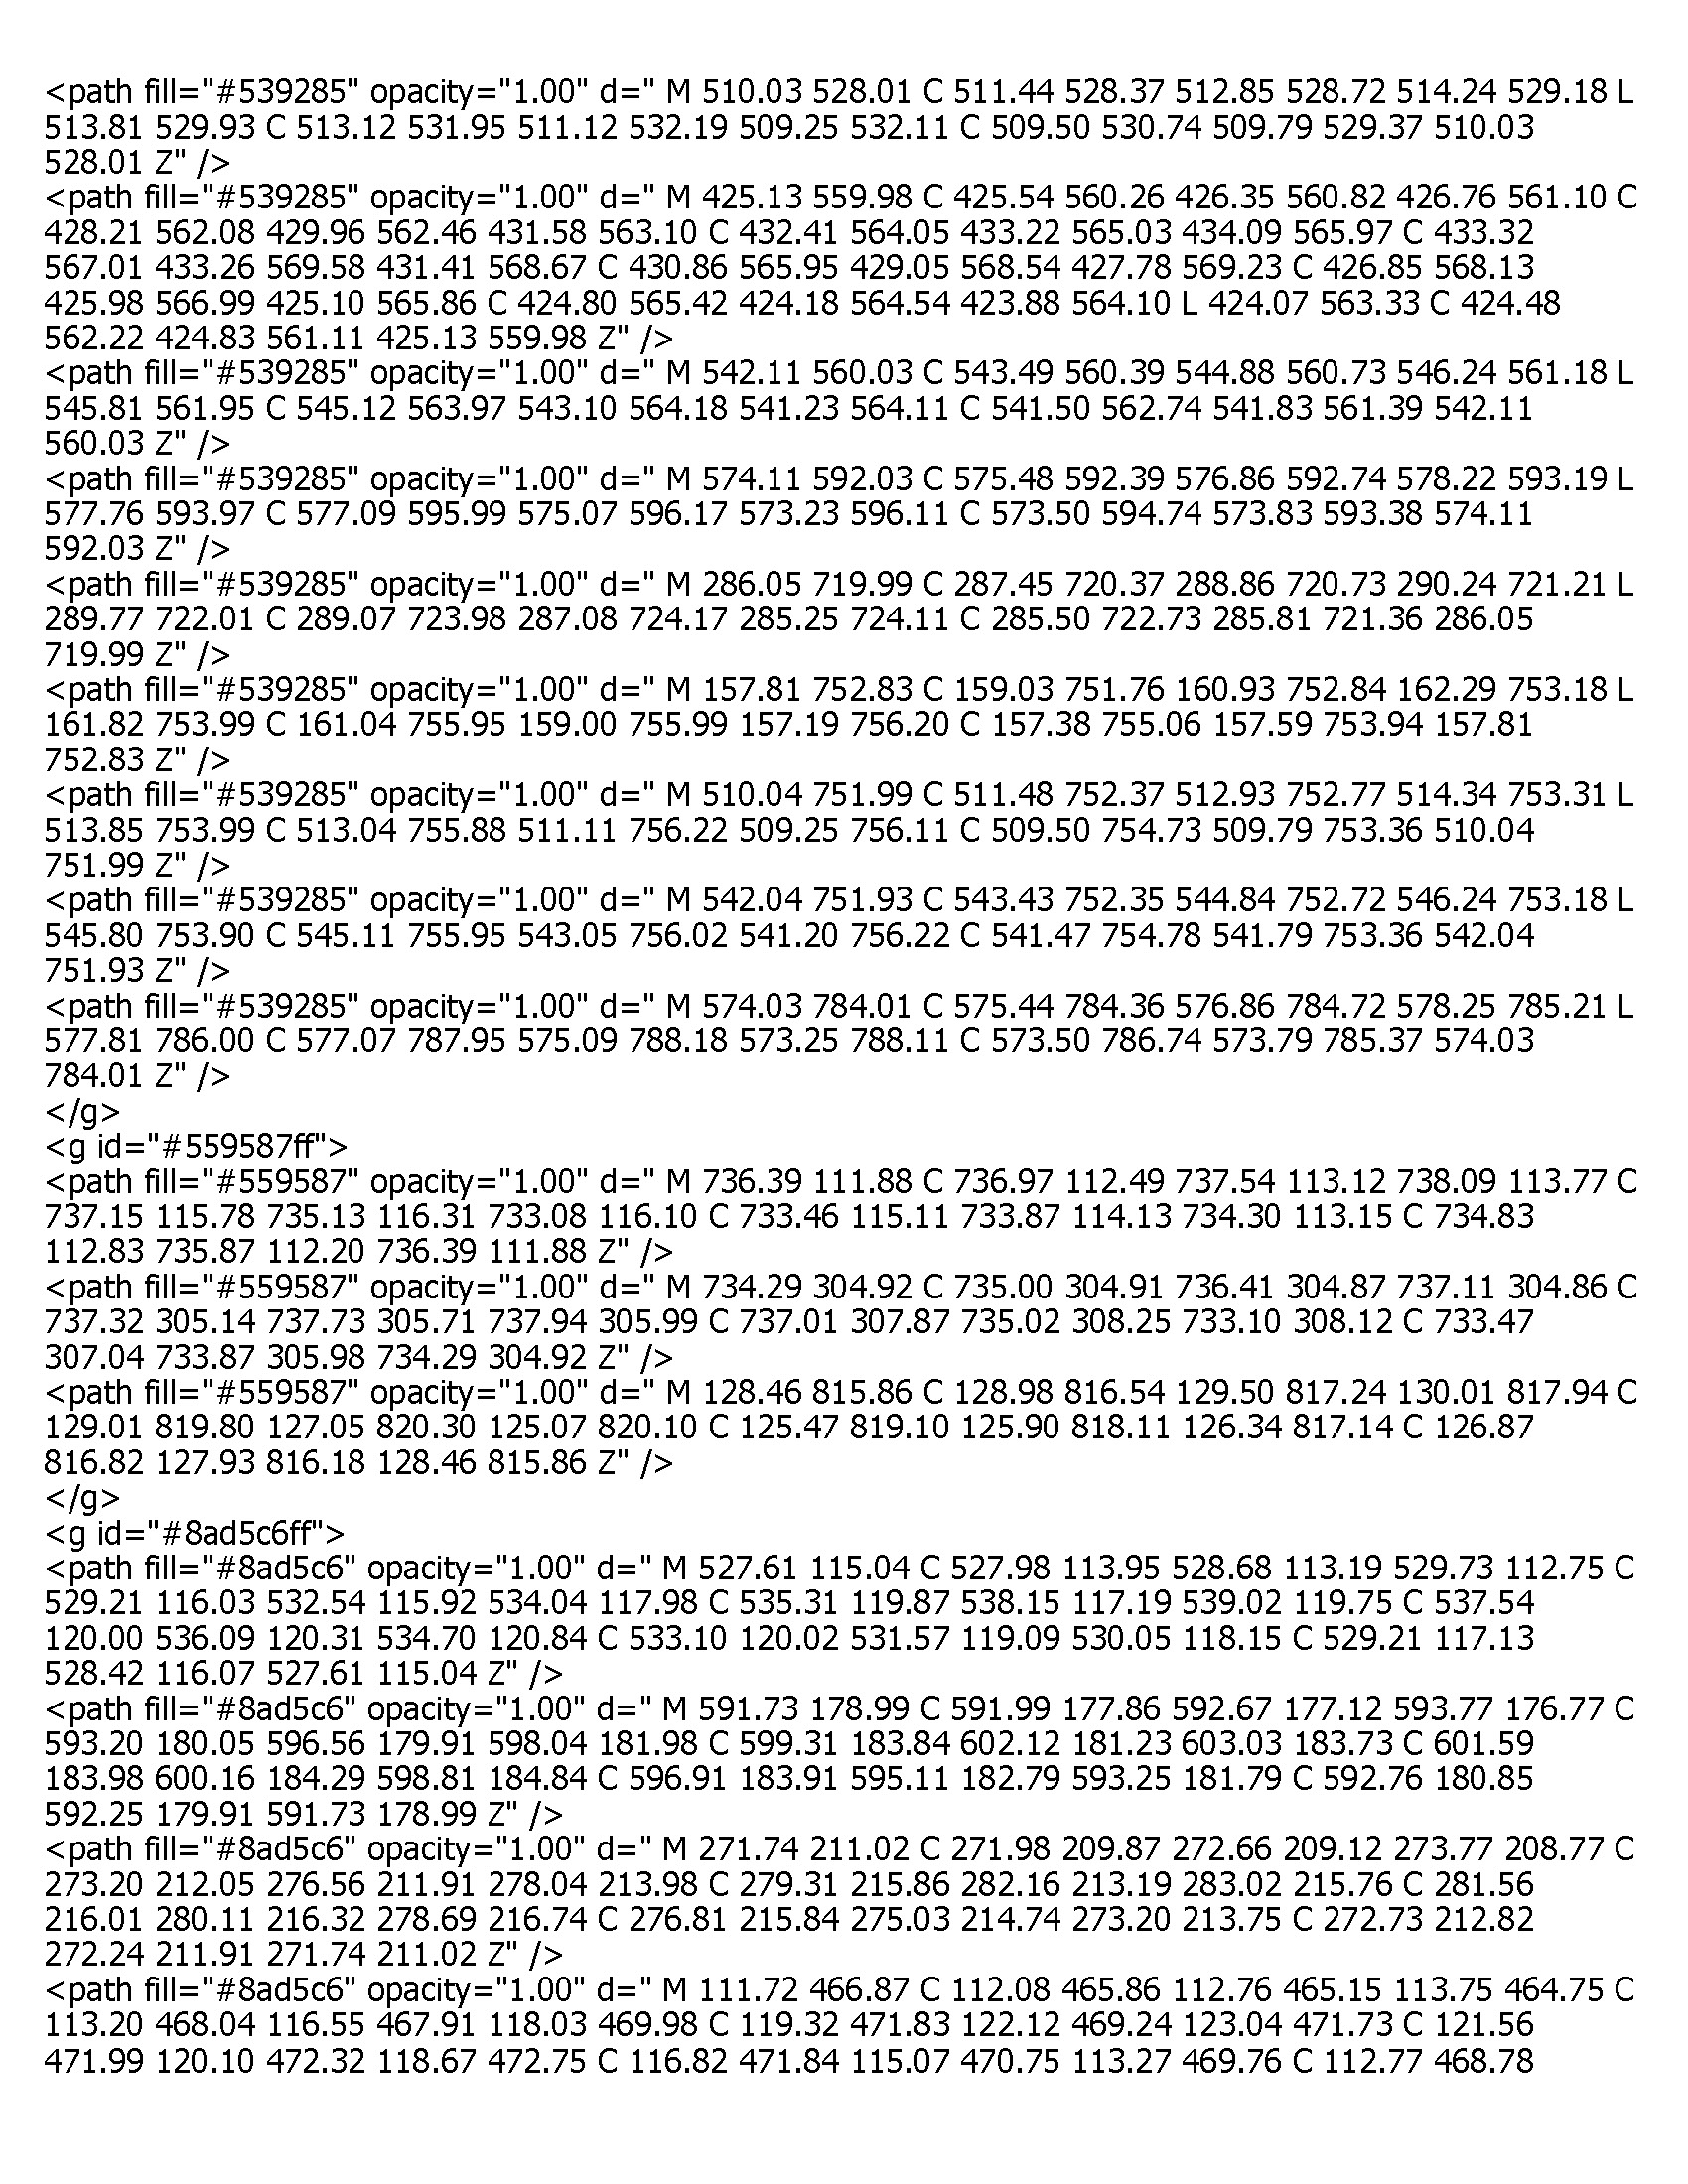 <path fill="#539285" opacity="1.00" d=" M 510.03 528.01 C 511.44 528.37 512.85 528.72 514.24 529.18 L
513.81 529.93 C 513.12 531.95 511.12 532.19 509.25 532.11 C 509.50 530.74 509.79 529.37 510.03
528.01 Z" />
<path fill="#539285" opacity="1.00" d=" M 425.13 559.98 C 425.54 560.26 426.35 560.82 426.76 561.10 C
428.21 562.08 429.96 562.46 431.58 563.10 C 432.41 564.05 433.22 565.03 434.09 565.97 C 433.32
567.01 433.26 569.58 431.41 568.67 C 430.86 565.95 429.05 568.54 427.78 569.23 C 426.85 568.13
425.98 566.99 425.10 565.86 C 424.80 565.42 424.18 564.54 423.88 564.10 L 424.07 563.33 C 424.48
562.22 424.83 561.11 425.13 559.98 Z" />
<path fill="#539285" opacity="1.00" d=" M 542.11 560.03 C 543.49 560.39 544.88 560.73 546.24 561.18 L
545.81 561.95 C 545.12 563.97 543.10 564.18 541.23 564.11 C 541.50 562.74 541.83 561.39 542.11
560.03 Z" />
<path fill="#539285" opacity="1.00" d=" M 574.11 592.03 C 575.48 592.39 576.86 592.74 578.22 593.19 L
577.76 593.97 C 577.09 595.99 575.07 596.17 573.23 596.11 C 573.50 594.74 573.83 593.38 574.11
592.03 Z" />
<path fill="#539285" opacity="1.00" d=" M 286.05 719.99 C 287.45 720.37 288.86 720.73 290.24 721.21 L
289.77 722.01 C 289.07 723.98 287.08 724.17 285.25 724.11 C 285.50 722.73 285.81 721.36 286.05
719.99 Z" />
<path fill="#539285" opacity="1.00" d=" M 157.81 752.83 C 159.03 751.76 160.93 752.84 162.29 753.18 L
161.82 753.99 C 161.04 755.95 159.00 755.99 157.19 756.20 C 157.38 755.06 157.59 753.94 157.81
752.83 Z" />
<path fill="#539285" opacity="1.00" d=" M 510.04 751.99 C 511.48 752.37 512.93 752.77 514.34 753.31 L
513.85 753.99 C 513.04 755.88 511.11 756.22 509.25 756.11 C 509.50 754.73 509.79 753.36 510.04
751.99 Z" />
<path fill="#539285" opacity="1.00" d=" M 542.04 751.93 C 543.43 752.35 544.84 752.72 546.24 753.18 L
545.80 753.90 C 545.11 755.95 543.05 756.02 541.20 756.22 C 541.47 754.78 541.79 753.36 542.04
751.93 Z" />
<path fill="#539285" opacity="1.00" d=" M 574.03 784.01 C 575.44 784.36 576.86 784.72 578.25 785.21 L
577.81 786.00 C 577.07 787.95 575.09 788.18 573.25 788.11 C 573.50 786.74 573.79 785.37 574.03
784.01 Z" />
</g>
<g id="#559587ff">
<path fill="#559587" opacity="1.00" d=" M 736.39 111.88 C 736.97 112.49 737.54 113.12 738.09 113.77 C
737.15 115.78 735.13 116.31 733.08 116.10 C 733.46 115.11 733.87 114.13 734.30 113.15 C 734.83
112.83 735.87 112.20 736.39 111.88 Z" />
<path fill="#559587" opacity="1.00" d=" M 734.29 304.92 C 735.00 304.91 736.41 304.87 737.11 304.86 C
737.32 305.14 737.73 305.71 737.94 305.99 C 737.01 307.87 735.02 308.25 733.10 308.12 C 733.47
307.04 733.87 305.98 734.29 304.92 Z" />
<path fill="#559587" opacity="1.00" d=" M 128.46 815.86 C 128.98 816.54 129.50 817.24 130.01 817.94 C
129.01 819.80 127.05 820.30 125.07 820.10 C 125.47 819.10 125.90 818.11 126.34 817.14 C 126.87
816.82 127.93 816.18 128.46 815.86 Z" />
</g>
<g id="#8ad5c6ff">
<path fill="#8ad5c6" opacity="1.00" d=" M 527.61 115.04 C 527.98 113.95 528.68 113.19 529.73 112.75 C
529.21 116.03 532.54 115.92 534.04 117.98 C 535.31 119.87 538.15 117.19 539.02 119.75 C 537.54
120.00 536.09 120.31 534.70 120.84 C 533.10 120.02 531.57 119.09 530.05 118.15 C 529.21 117.13
528.42 116.07 527.61 115.04 Z" />
<path fill="#8ad5c6" opacity="1.00" d=" M 591.73 178.99 C 591.99 177.86 592.67 177.12 593.77 176.77 C
593.20 180.05 596.56 179.91 598.04 181.98 C 599.31 183.84 602.12 181.23 603.03 183.73 C 601.59
183.98 600.16 184.29 598.81 184.84 C 596.91 183.91 595.11 182.79 593.25 181.79 C 592.76 180.85
592.25 179.91 591.73 178.99 Z" />
<path fill="#8ad5c6" opacity="1.00" d=" M 271.74 211.02 C 271.98 209.87 272.66 209.12 273.77 208.77 C
273.20 212.05 276.56 211.91 278.04 213.98 C 279.31 215.86 282.16 213.19 283.02 215.76 C 281.56
216.01 280.11 216.32 278.69 216.74 C 276.81 215.84 275.03 214.74 273.20 213.75 C 272.73 212.82
272.24 211.91 271.74 211.02 Z" />
<path fill="#8ad5c6" opacity="1.00" d=" M 111.72 466.87 C 112.08 465.86 112.76 465.15 113.75 464.75 C
113.20 468.04 116.55 467.91 118.03 469.98 C 119.32 471.83 122.12 469.24 123.04 471.73 C 121.56
471.99 120.10 472.32 118.67 472.75 C 116.82 471.84 115.07 470.75 113.27 469.76 C 112.77 468.78